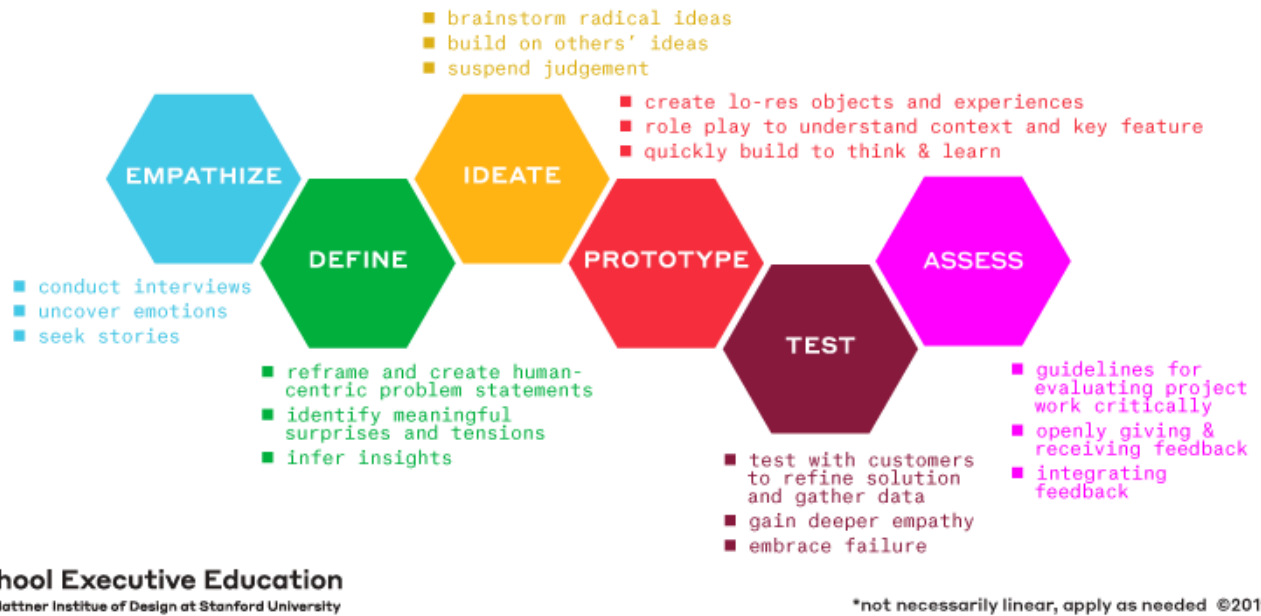 ■ brainstorm radical ideas
■ build on others' ideas
■ suspend judgement
■ create lo-res objects and experiences
■ role play to understand context and key feature
■ quickly build to think & learn
EMPATHIZE
IDEATE
DEFINE
PROTOTYPE
ASSESS
TEST
■ conduct interviews
■ uncover emotions
■ seek stories
■ reframe and create human-
centric problem statements
■ identify meaningful
surprises and tensions
■ infer insights
■ guidelines for
evaluating project
work critically
■ openly giving &
receiving feedback
■ integrating
feedback
■ test with customers
to refine solution
and gather data
■ gain deeper empathy
■ embrace failure
hool Executive Education
lattner Institue of Design at Stanford University
*not necessarily linear, apply as needed ©201